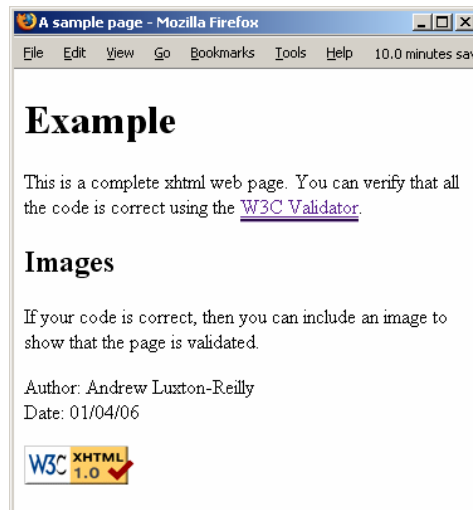 A sample page - Mozilla Firefox
File Edit View Go Bookmarks Tools Help 10.0 minutes sav
Example
This is a complete xhtml web page. You can verify that all
the code is correct using the W3C Validator.
Images
If your code is correct, then you can include an image to
show that the page is validated.
Author: Andrew Luxton-Reilly
Date: 01/04/06
W3C XHTML
1.0